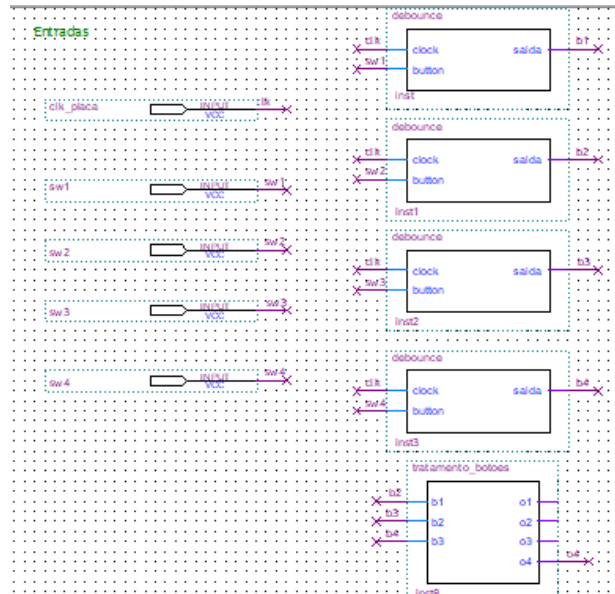 Entradas
clk_placa
INPUT
VCC
lk
sw1
INPUT
VCC
sw1
sw2
INPUT
VCC
sw2
sw3
INPUT
VCC
sw3
sw4
INPUT
VCC
sw4
debounce
clk
clock
saida
b1
sw1
button
inst
debounce
clk
clock
saida
b2
sw2
button
inst1
debounce
clk
clock
saida
b3
sw3
button
inst2
debounce
clk
clock
saida
b4
sw4
button
inst3
tratamento_botoes
b2
b1
o1
b3
b2
o2
b4
b3
o3
o4